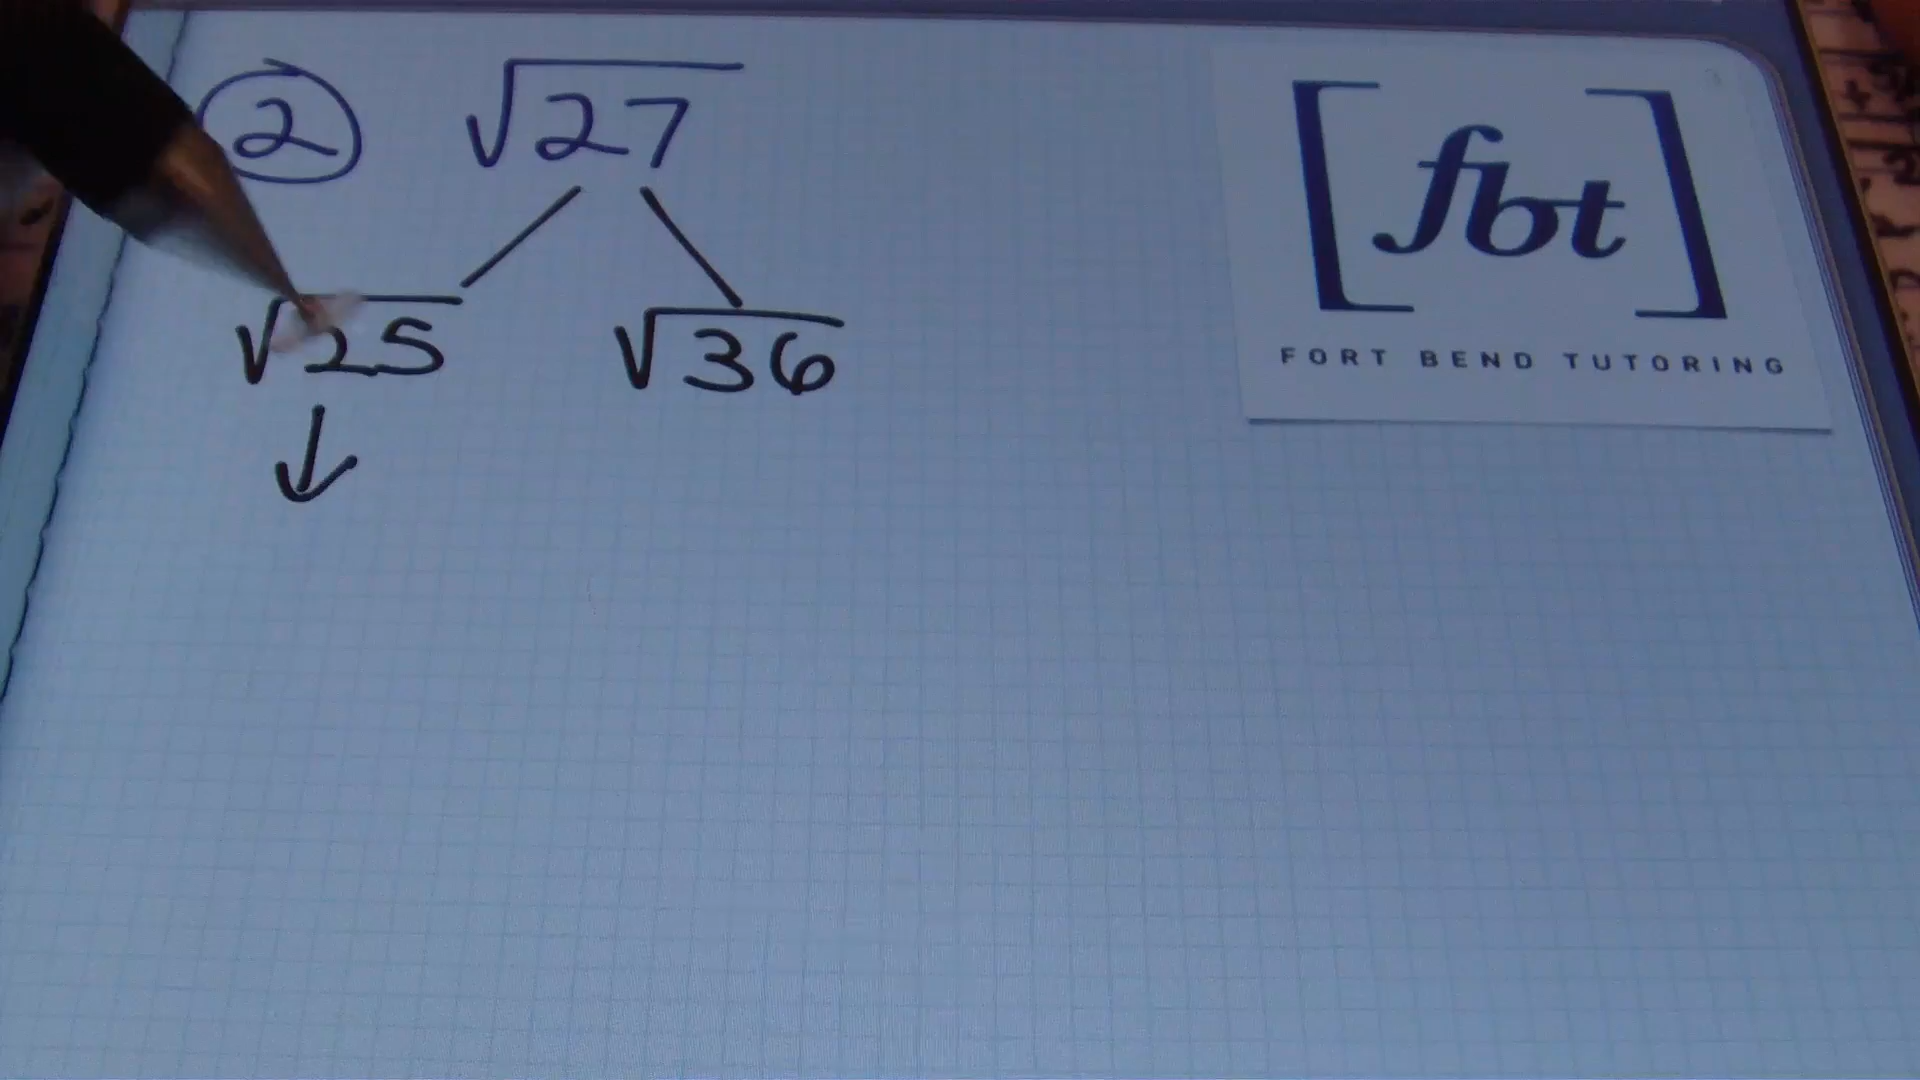 ② √27
√25 √36
[fbt]
FORT BEND TUTORING